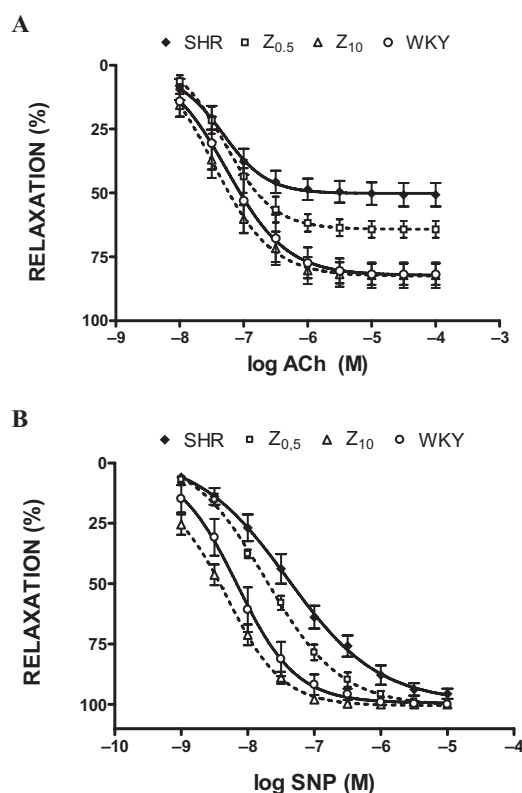 A
SHR Z0.5 Z10 WKY
0
25
50
75
100
RELAXATION (%)
–9 –8 –7 –6 –5 –4 –3
log ACh (M)
B
SHR Z0,5 Z10 WKY
0
25
50
75
100
RELAXATION (%)
–10 –9 –8 –7 –6 –5 –4
log SNP (M)